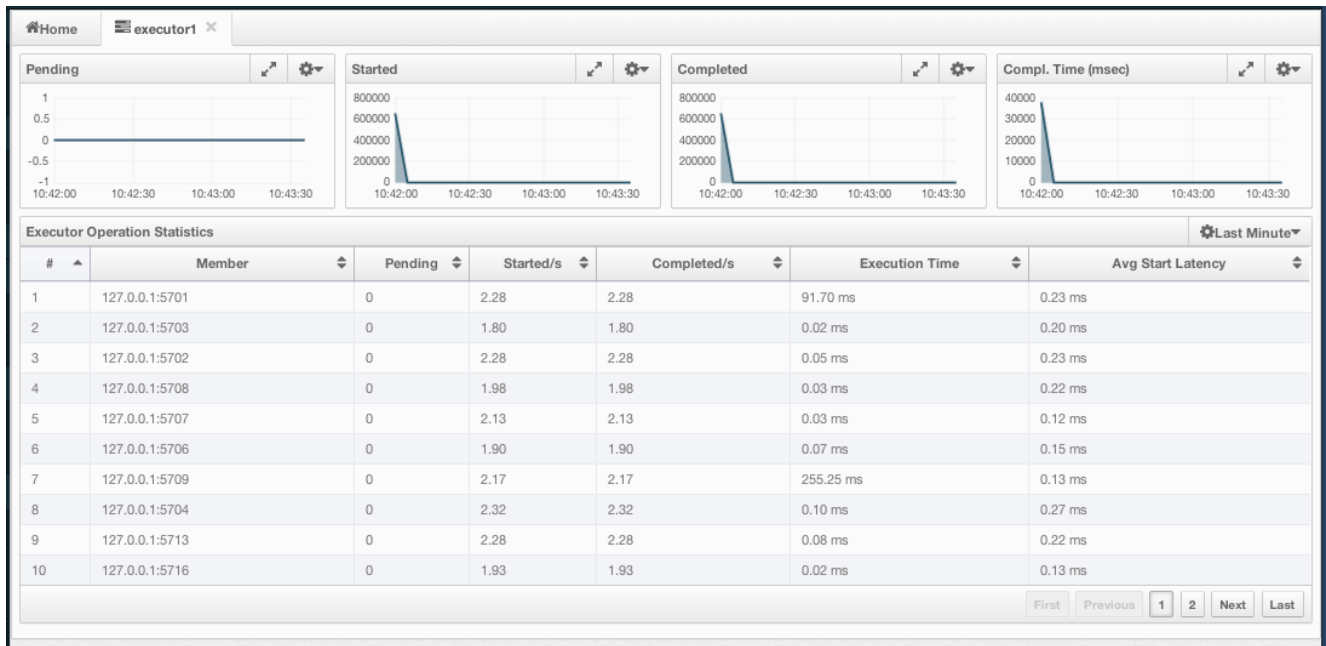 Home executor1
Pending Started Completed Compl. Time (msec)
1
0.5
0
-0.5
-1
10:42:00 10:42:30 10:43:00 10:43:30
800000
600000
400000
200000
0
10:42:00 10:42:30 10:43:00 10:43:30
800000
600000
400000
200000
0
10:42:00 10:42:30 10:43:00 10:43:30
40000
30000
20000
10000
0
10:42:00 10:42:30 10:43:00 10:43:30
Executor Operation Statistics Last Minute
# Member Pending Started/s Completed/s Execution Time Avg Start Latency
1 127.0.0.1:5701 0 2.28 2.28 91.70 ms 0.23 ms
2 127.0.0.1:5703 0 1.80 1.80 0.02 ms 0.20 ms
3 127.0.0.1:5702 0 2.28 2.28 0.05 ms 0.23 ms
4 127.0.0.1:5708 0 1.98 1.98 0.03 ms 0.22 ms
5 127.0.0.1:5707 0 2.13 2.13 0.03 ms 0.12 ms
6 127.0.0.1:5706 0 1.90 1.90 0.07 ms 0.15 ms
7 127.0.0.1:5709 0 2.17 2.17 255.25 ms 0.13 ms
8 127.0.0.1:5704 0 2.32 2.32 0.10 ms 0.27 ms
9 127.0.0.1:5713 0 2.28 2.28 0.08 ms 0.22 ms
10 127.0.0.1:5716 0 1.93 1.93 0.02 ms 0.13 ms
First Previous 1 2 Next Last